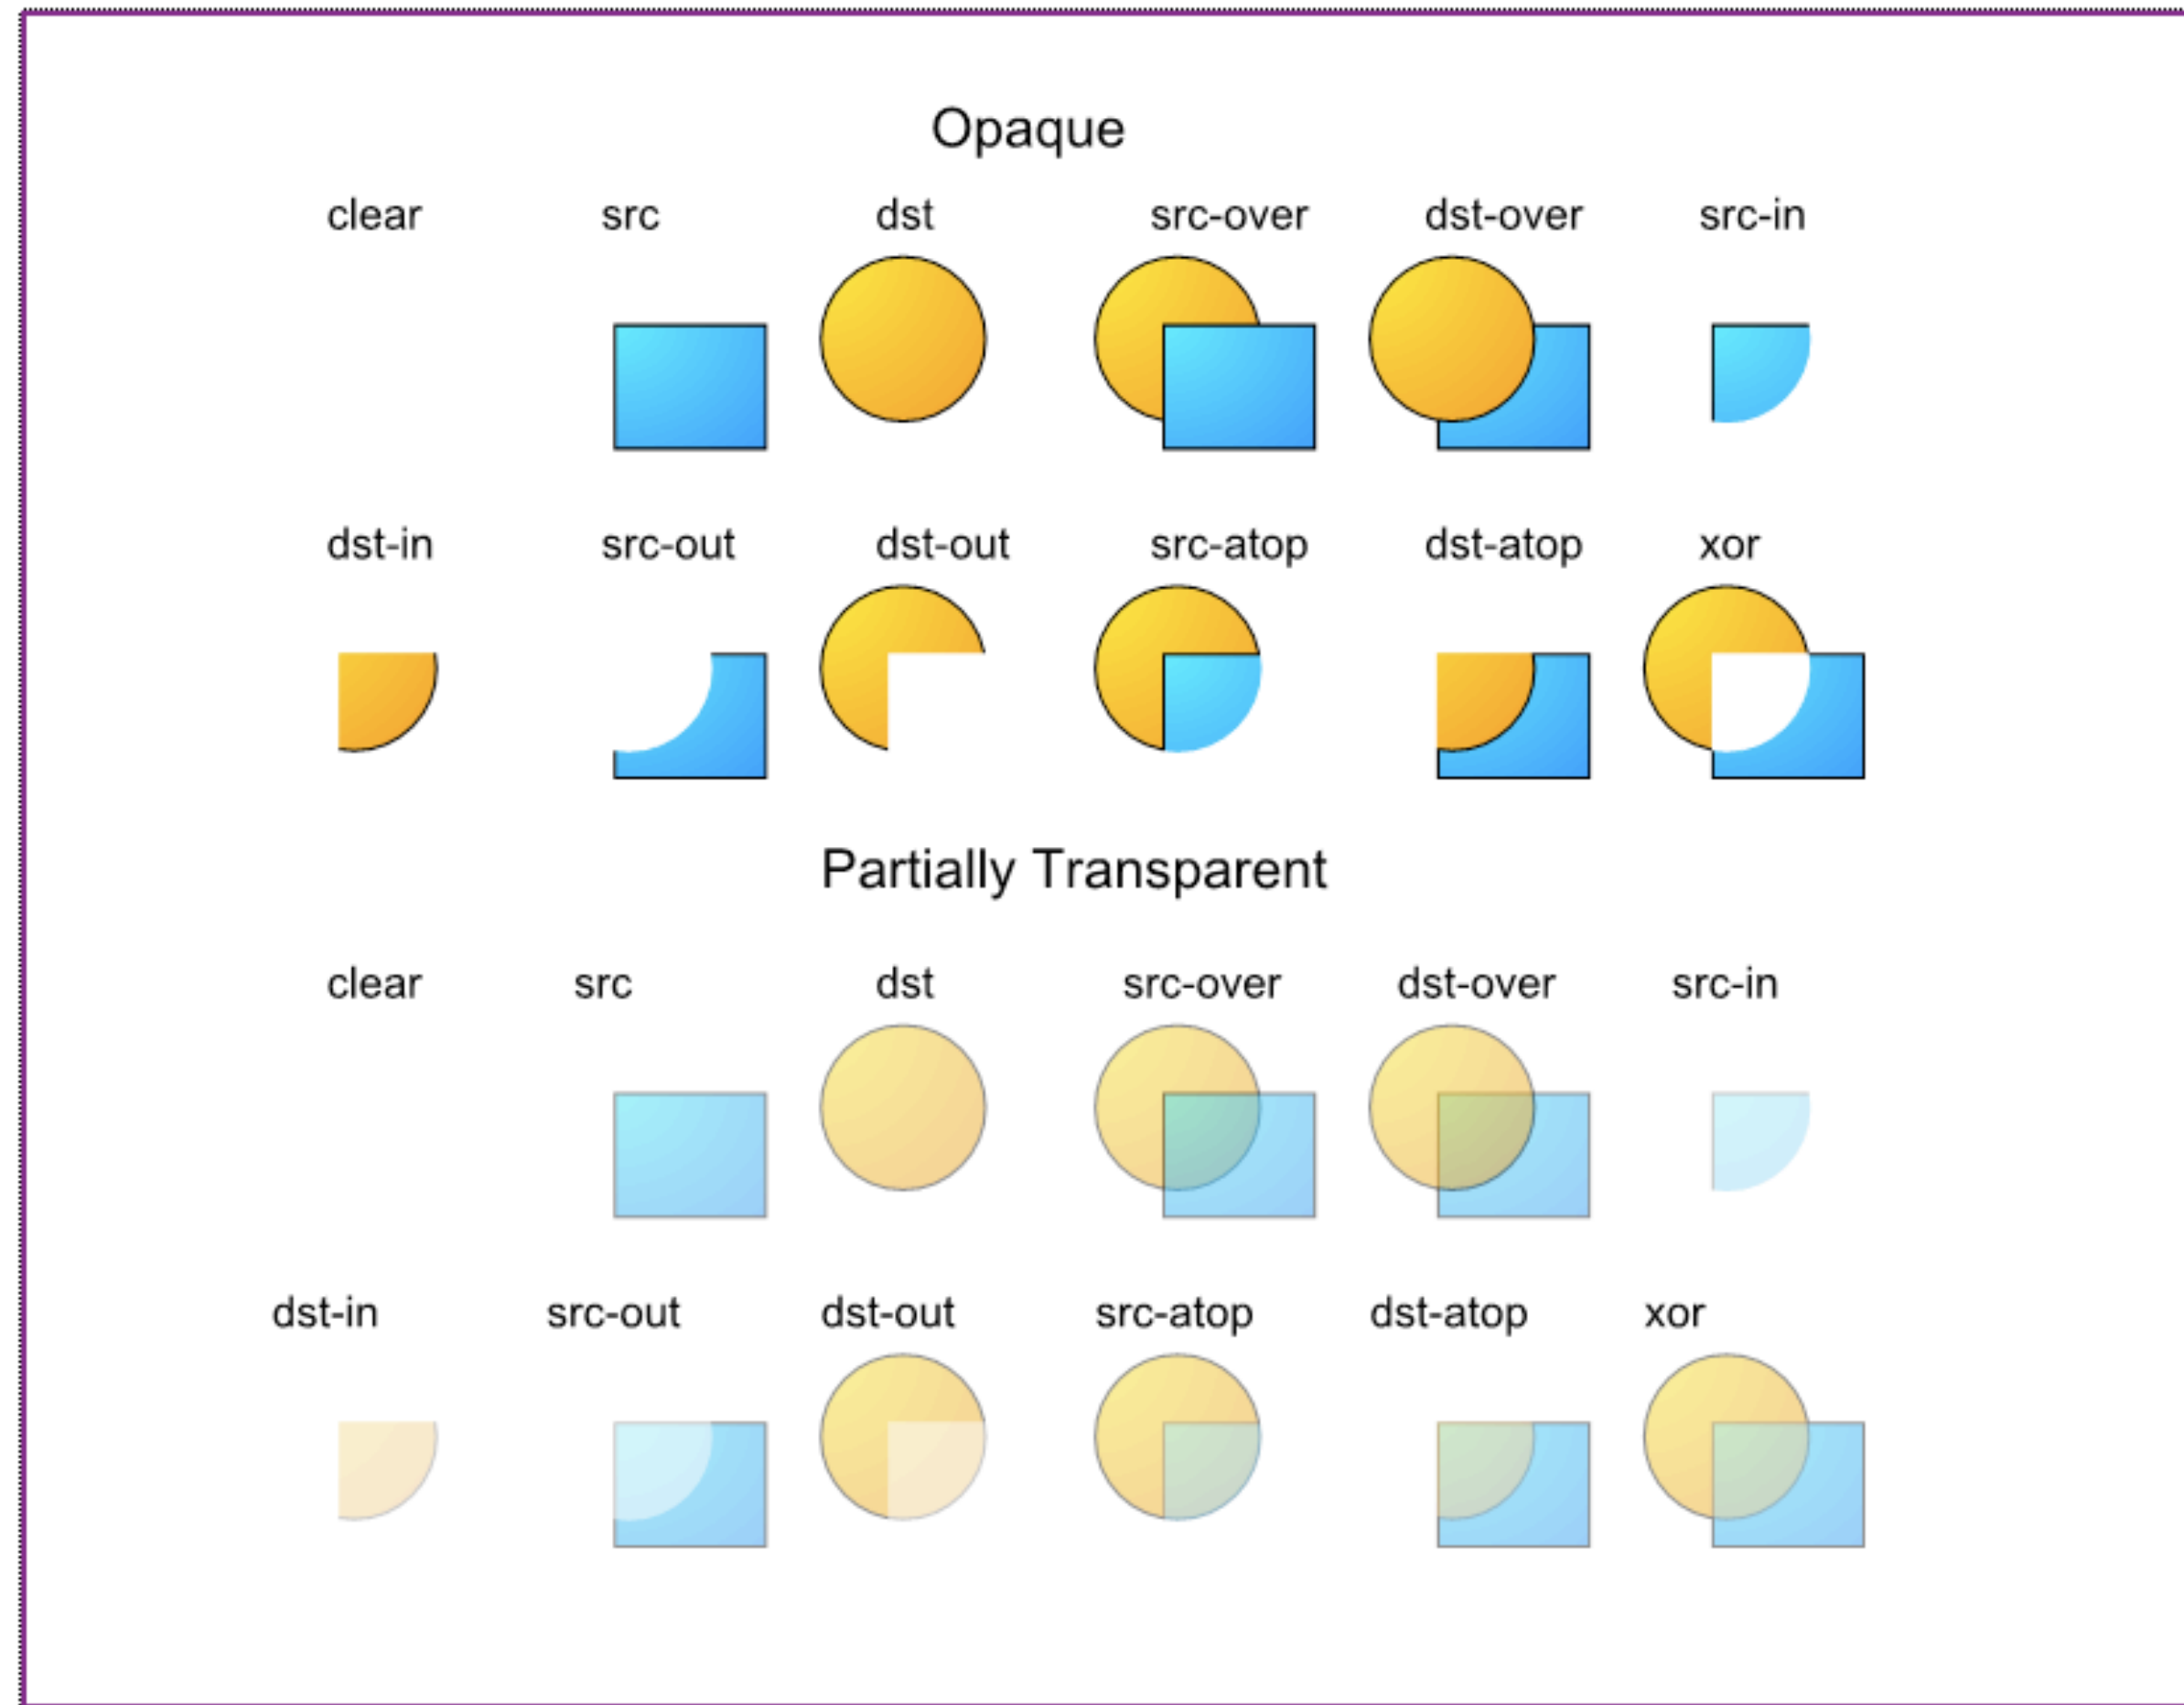 Opaque
clear src dst src-over dst-over src-in
dst-in src-out dst-out src-atop dst-atop xor
Partially Transparent
clear src dst src-over dst-over src-in
dst-in src-out dst-out src-atop dst-atop xor